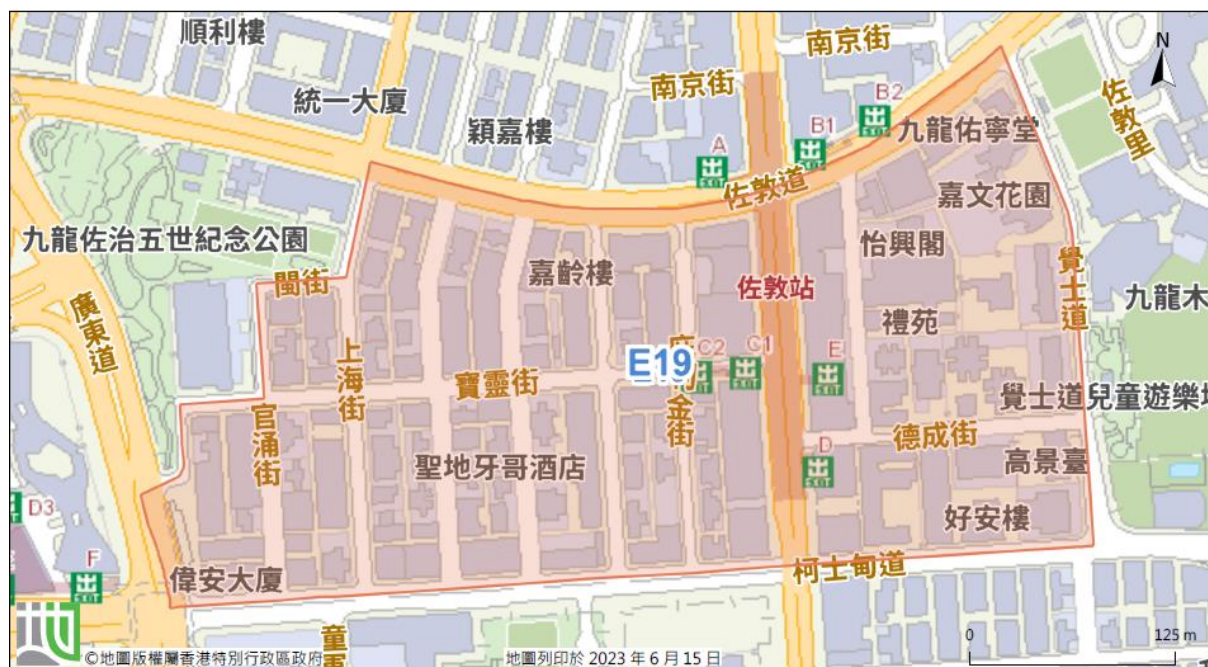 順利樓
南京街
N
南京街
統一大廈
B2
佐敦里
穎嘉樓
B1
出
EXIT
九龍佑寧堂
A
出
EXIT
出
EXIT
佐敦道
嘉文花園
九龍佐治五世紀念公園
怡興閣
閩街
嘉齡樓
佐敦站
覺士道
九龍木
廣東道
禮苑
上海街
E19
C2
C1
E
出
EXIT
出
EXIT
寶靈街
金街
覺士道兒童遊樂場
官涌街
德成街
聖地牙哥酒店
D
出
EXIT
高景臺
D3
好安樓
F
出
EXIT
偉安大廈
柯士甸道
童
0
125 m
©地圖版權屬香港特別行政區政府
地圖列印於 2023 年 6 月 15 日